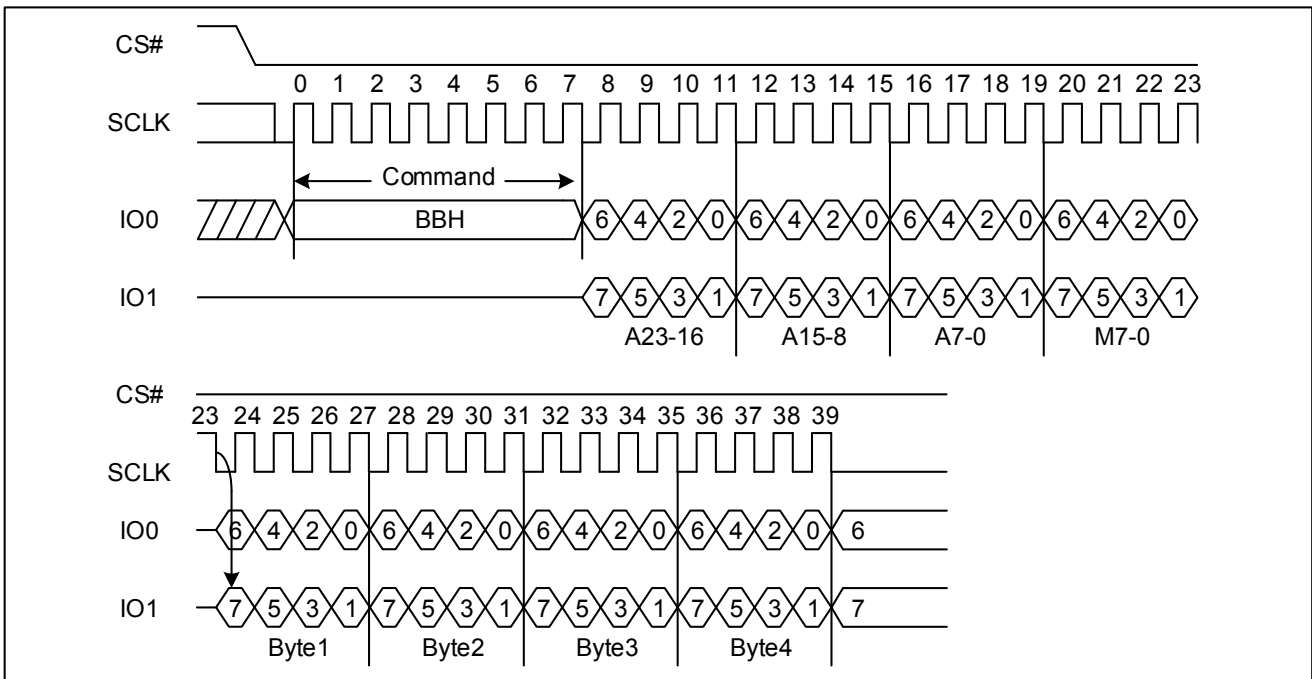 CS#
0 1 2 3 4 5 6 7 8 9 10 11 12 13 14 15 16 17 18 19 20 21 22 23
SCLK
Command
IO0 BBH 6 4 2 0 6 4 2 0 6 4 2 0 6 4 2 0
IO1 7 5 3 1 7 5 3 1 7 5 3 1 7 5 3 1
A23-16 A15-8 A7-0 M7-0
CS#
23 24 25 26 27 28 29 30 31 32 33 34 35 36 37 38 39
SCLK
IO0 6 4 2 0 6 4 2 0 6 4 2 0 6 4 2 0 6
IO1 7 5 3 1 7 5 3 1 7 5 3 1 7 5 3 1 7
Byte1 Byte2 Byte3 Byte4